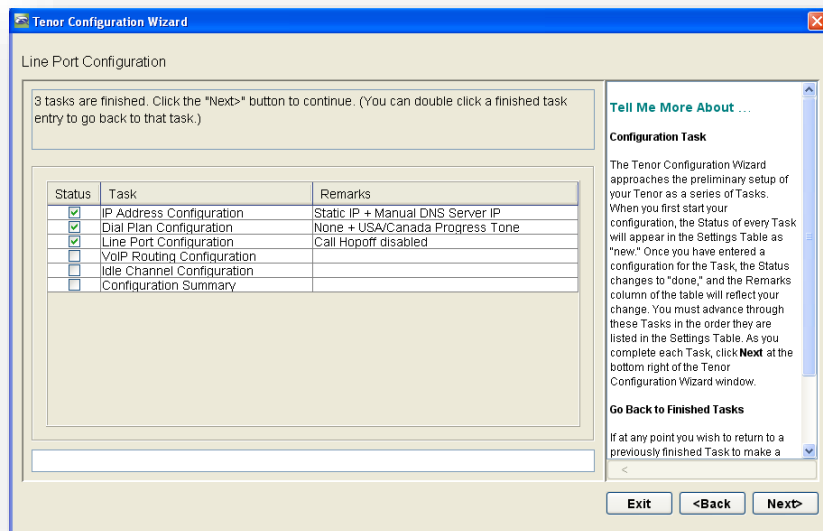 Tenor Configuration Wizard
Line Port Configuration
3 tasks are finished. Click the "Next>" button to continue. (You can double click a finished task
entry to go back to that task.)
Status Task Remarks
IP Address Configuration Static IP + Manual DNS Server IP
Dial Plan Configuration None + USA/Canada Progress Tone
Line Port Configuration Call Hopoff disabled
VoIP Routing Configuration
Idle Channel Configuration
Configuration Summary
Tell Me More About ...
Configuration Task
The Tenor Configuration Wizard
approaches the preliminary setup of
your Tenor as a series of Tasks.
When you first start your
configuration, the Status of every Task
will appear in the Settings Table as
"new." Once you have entered a
configuration for the Task, the Status
changes to "done," and the Remarks
column of the table will reflect your
change. You must advance through
these Tasks in the order they are
listed in the Settings Table. As you
complete each Task, click Next at the
bottom right of the Tenor
Configuration Wizard window.
Go Back to Finished Tasks
If at any point you wish to return to a
previously finished Task to make a
Exit <Back Next>